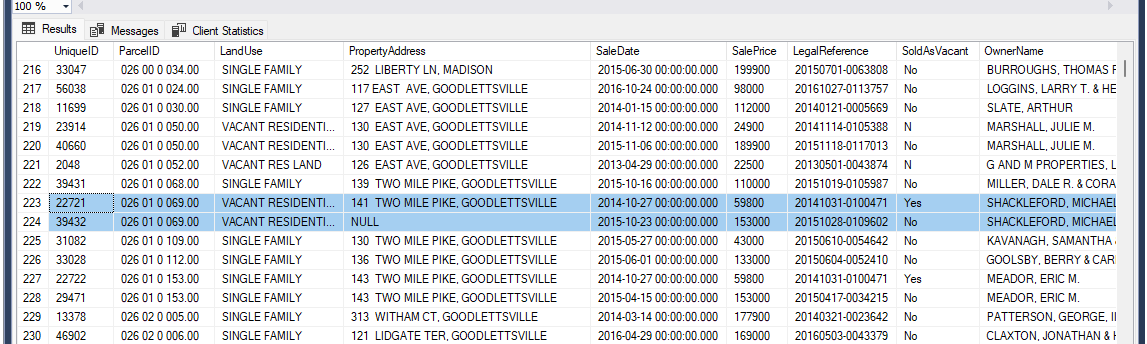 100 %
Results Messages Client Statistics
UniqueID ParcelID LandUse PropertyAddress SaleDate SalePrice LegalReference SoldAsVacant OwnerName
216 33047 026 00 0 034.00 SINGLE FAMILY 252 LIBERTY LN, MADISON 2015-06-30 00:00:00.000 199900 20150701-0063808 No BURROUGHS, THOMAS F
217 56038 026 01 0 024.00 SINGLE FAMILY 117 EAST AVE, GOODLETTSVILLE 2016-10-24 00:00:00.000 98000 20161027-0113757 No LOGGINS, LARRY T. & HE
218 11699 026 01 0 030.00 SINGLE FAMILY 127 EAST AVE, GOODLETTSVILLE 2014-01-15 00:00:00.000 112000 20140121-0005669 No SLATE, ARTHUR
219 23914 026 01 0 050.00 VACANT RESIDENTI... 130 EAST AVE, GOODLETTSVILLE 2014-11-12 00:00:00.000 24900 20141114-0105388 N MARSHALL, JULIE M.
220 40660 026 01 0 050.00 VACANT RESIDENTI... 130 EAST AVE, GOODLETTSVILLE 2015-11-06 00:00:00.000 189900 20151118-0117013 No MARSHALL, JULIE M.
221 2048 026 01 0 052.00 VACANT RES LAND 126 EAST AVE, GOODLETTSVILLE 2013-04-29 00:00:00.000 22500 20130501-0043874 N G AND M PROPERTIES, L
222 39431 026 01 0 068.00 SINGLE FAMILY 139 TWO MILE PIKE, GOODLETTSVILLE 2015-10-16 00:00:00.000 110000 20151019-0105987 No MILLER, DALE R. & CORA
223 22721 026 01 0 069.00 VACANT RESIDENTI... 141 TWO MILE PIKE, GOODLETTSVILLE 2014-10-27 00:00:00.000 59800 20141031-0100471 Yes SHACKLEFORD, MICHAEL
224 39432 026 01 0 069.00 VACANT RESIDENTI... NULL 2015-10-23 00:00:00.000 153000 20151028-0109602 No SHACKLEFORD, MICHAEL
225 31082 026 01 0 109.00 SINGLE FAMILY 130 TWO MILE PIKE, GOODLETTSVILLE 2015-05-27 00:00:00.000 43000 20150610-0054642 No KAVANAGH, SAMANTHA &
226 33028 026 01 0 112.00 SINGLE FAMILY 136 TWO MILE PIKE, GOODLETTSVILLE 2015-06-01 00:00:00.000 133000 20150604-0052410 No GOOLSBY, BERRY & CAR
227 22722 026 01 0 153.00 SINGLE FAMILY 143 TWO MILE PIKE, GOODLETTSVILLE 2014-10-27 00:00:00.000 59800 20141031-0100471 Yes MEADOR, ERIC M.
228 29471 026 01 0 153.00 SINGLE FAMILY 143 TWO MILE PIKE, GOODLETTSVILLE 2015-04-15 00:00:00.000 153000 20150417-0034215 No MEADOR, ERIC M.
229 13378 026 02 0 006.00 SINGLE FAMILY 313 WITHAM CT, GOODLETTSVILLE 2014-03-14 00:00:00.000 177900 20140321-0023642 No PATTERSON, GEORGE, I
230 46902 026 02 0 036.00 SINGLE FAMILY 121 LIDGATE TER, GOODLETTSVILLE 2016-04-29 00:00:00.000 169000 20160503-0043379 No CLAXTON, JONATHAN & H